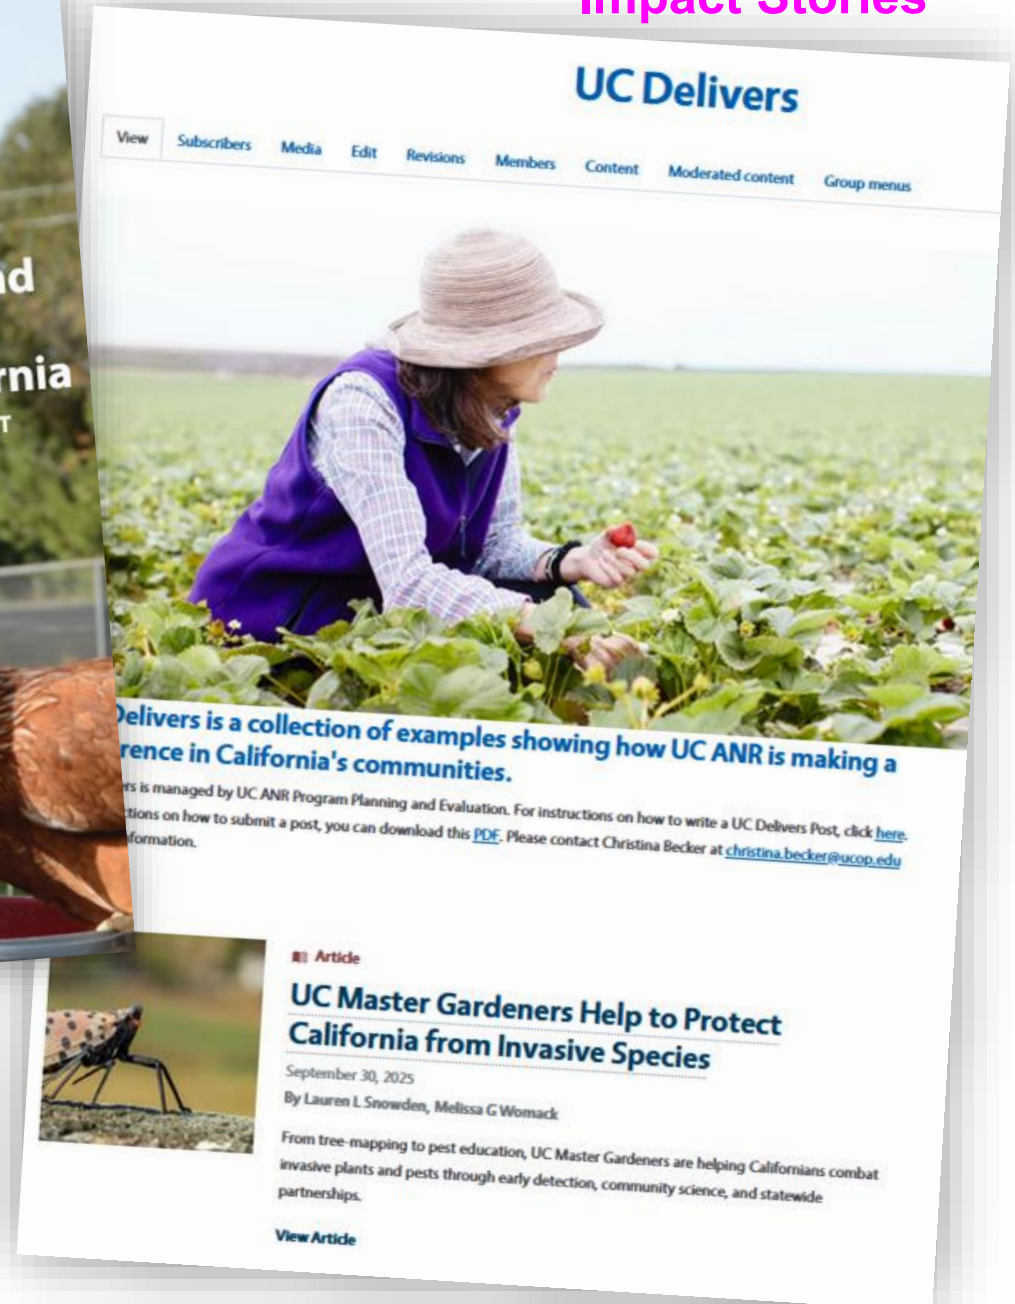 Impact Stories
UC Delivers
View Subscribers Media Edit Revisions Members Content Moderated content Group menus
nd
rnia
T
Delivers is a collection of examples showing how UC ANR is making a
rence in California's communities.
rs is managed by UC ANR Program Planning and Evaluation. For instructions on how to write a UC Delivers Post, click here.
tions on how to submit a post, you can download this PDF. Please contact Christina Becker at christina.becker@ucop.edu
formation.
Article
UC Master Gardeners Help to Protect
California from Invasive Species
September 30, 2025
By Lauren L Snowden, Melissa G Womack
From tree-mapping to pest education, UC Master Gardeners are helping Californians combat
invasive plants and pests through early detection, community science, and statewide
partnerships.
View Article